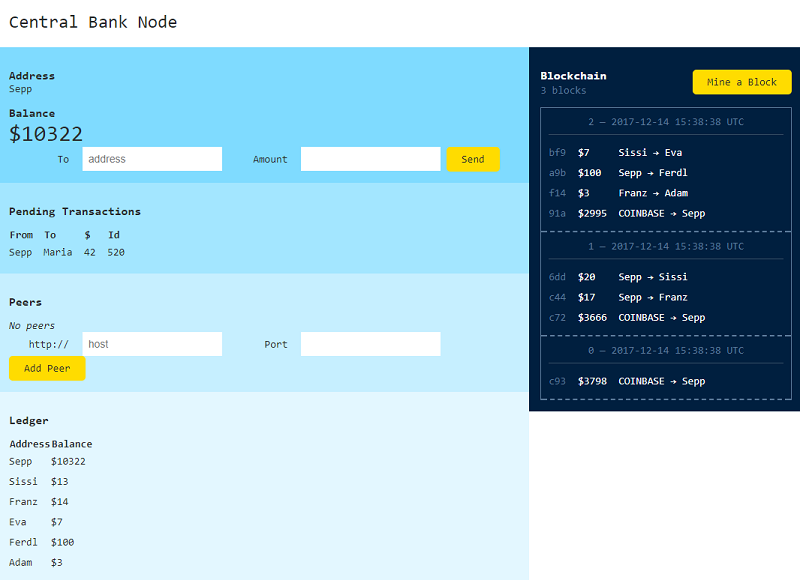 Central Bank Node
Address
Sepp
Balance
$10322
To address Amount Send
Pending Transactions
From To $ Id
Sepp Maria 42 520
Peers
No peers
http:// host Port
Add Peer
Ledger
Address Balance
Sepp $10322
Sissi $13
Franz $14
Eva $7
Ferdl $100
Adam $3
Blockchain
3 blocks
Mine a Block
2 — 2017-12-14 15:38:38 UTC
bf9 $7 Sissi → Eva
a9b $100 Sepp → Ferdl
f14 $3 Franz → Adam
91a $2995 COINBASE → Sepp
1 — 2017-12-14 15:38:38 UTC
6dd $20 Sepp → Sissi
c44 $17 Sepp → Franz
c72 $3666 COINBASE → Sepp
0 — 2017-12-14 15:38:38 UTC
c93 $3798 COINBASE → Sepp